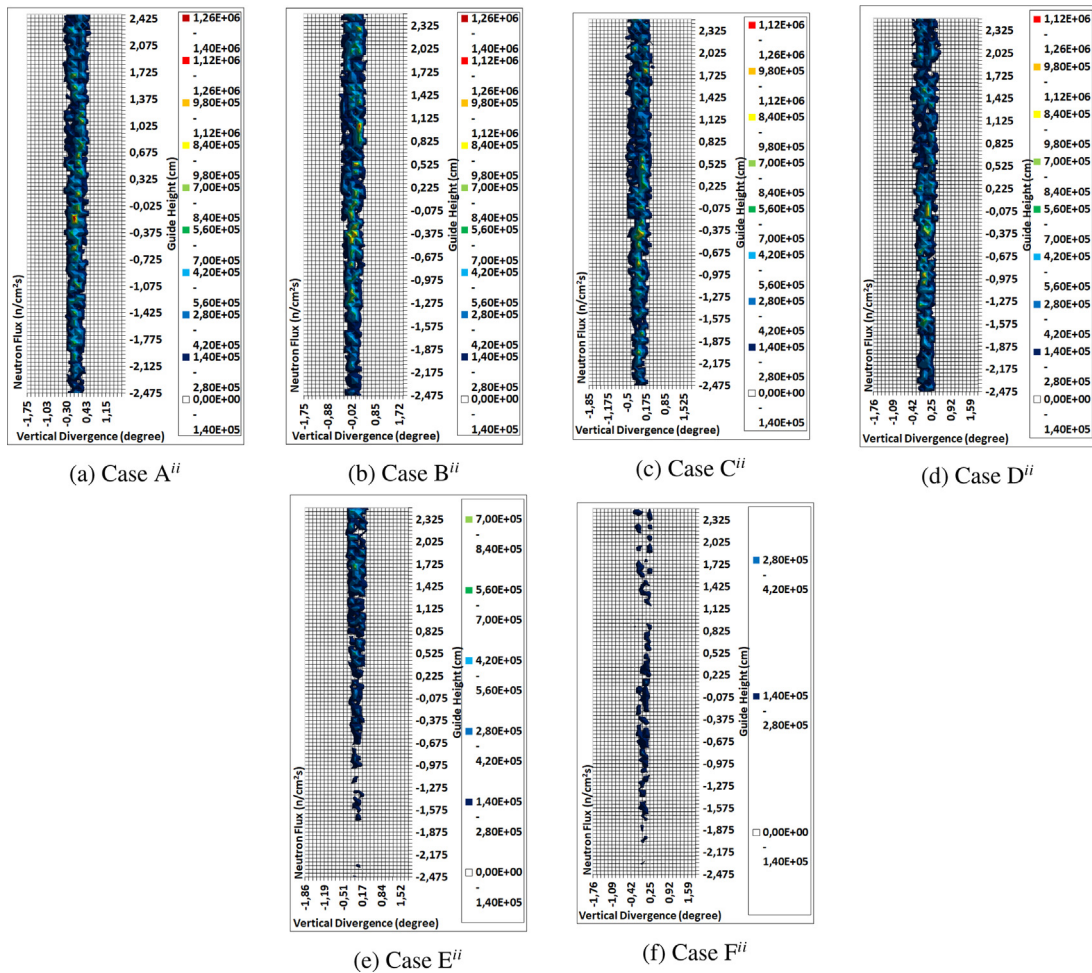 2,425
2,075
1,725
1,375
1,025
0,675
0,325
-0,025
-0,375
-0,725
-1,075
-1,425
-1,775
-2,125
-2,475
Guide Height (cm)
Neutron Flux (n/cm²s)
-1,75 -1,03 -0,30 0,43 1,15
Vertical Divergence (degree)
1,26E+06
-
1,40E+06
1,12E+06
-
1,26E+06
9,80E+05
-
1,12E+06
8,40E+05
-
9,80E+05
7,00E+05
-
8,40E+05
5,60E+05
-
7,00E+05
4,20E+05
-
5,60E+05
2,80E+05
-
4,20E+05
1,40E+05
-
2,80E+05
0,00E+00
-
1,40E+05
(a) Case A^ii
2,325
2,025
1,725
1,425
1,125
0,825
0,525
0,225
-0,075
-0,375
-0,675
-0,975
-1,275
-1,575
-1,875
-2,175
-2,475
Guide Height (cm)
Neutron Flux (n/cm²s)
-1,75 -0,88 -0,02 0,85 1,72
Vertical Divergence (degree)
1,26E+06
-
1,40E+06
1,12E+06
-
1,26E+06
9,80E+05
-
1,12E+06
8,40E+05
-
9,80E+05
7,00E+05
-
8,40E+05
5,60E+05
-
7,00E+05
4,20E+05
-
5,60E+05
2,80E+05
-
4,20E+05
1,40E+05
-
2,80E+05
0,00E+00
-
1,40E+05
(b) Case B^ii
2,325
2,025
1,725
1,425
1,125
0,825
0,525
0,225
-0,075
-0,375
-0,675
-0,975
-1,275
-1,575
-1,875
-2,175
-2,475
Guide Height (cm)
Neutron Flux (n/cm²s)
-1,85 -1,175 -0,5 0,175 0,85 1,525
Vertical Divergence (degree)
1,12E+06
-
1,26E+06
9,80E+05
-
1,12E+06
8,40E+05
-
9,80E+05
7,00E+05
-
8,40E+05
5,60E+05
-
7,00E+05
4,20E+05
-
5,60E+05
2,80E+05
-
4,20E+05
1,40E+05
-
2,80E+05
0,00E+00
-
1,40E+05
(c) Case C^ii
2,325
2,025
1,725
1,425
1,125
0,825
0,525
0,225
-0,075
-0,375
-0,675
-0,975
-1,275
-1,575
-1,875
-2,175
-2,475
Guide Height (cm)
Neutron Flux (n/cm²s)
-1,76 -1,09 -0,42 0,25 0,92 1,59
Vertical Divergence (degree)
1,12E+06
-
1,26E+06
9,80E+05
-
1,12E+06
8,40E+05
-
9,80E+05
7,00E+05
-
8,40E+05
5,60E+05
-
7,00E+05
4,20E+05
-
5,60E+05
2,80E+05
-
4,20E+05
1,40E+05
-
2,80E+05
0,00E+00
-
1,40E+05
(d) Case D^ii
2,325
2,025
1,725
1,425
1,125
0,825
0,525
0,225
-0,075
-0,375
-0,675
-0,975
-1,275
-1,575
-1,875
-2,175
-2,475
Guide Height (cm)
Neutron Flux (n/cm²s)
-1,86 -1,19 -0,51 0,17 0,84 1,52
Vertical Divergence (degree)
7,00E+05
-
8,40E+05
5,60E+05
-
7,00E+05
4,20E+05
-
5,60E+05
2,80E+05
-
4,20E+05
1,40E+05
-
2,80E+05
0,00E+00
-
1,40E+05
(e) Case E^ii
2,325
2,025
1,725
1,425
1,125
0,825
0,525
0,225
-0,075
-0,375
-0,675
-0,975
-1,275
-1,575
-1,875
-2,175
-2,475
Guide Height (cm)
Neutron Flux (n/cm²s)
-1,76 -1,09 -0,42 0,25 0,92 1,59
Vertical Divergence (degree)
2,80E+05
-
4,20E+05
1,40E+05
-
2,80E+05
0,00E+00
-
1,40E+05
(f) Case F^ii